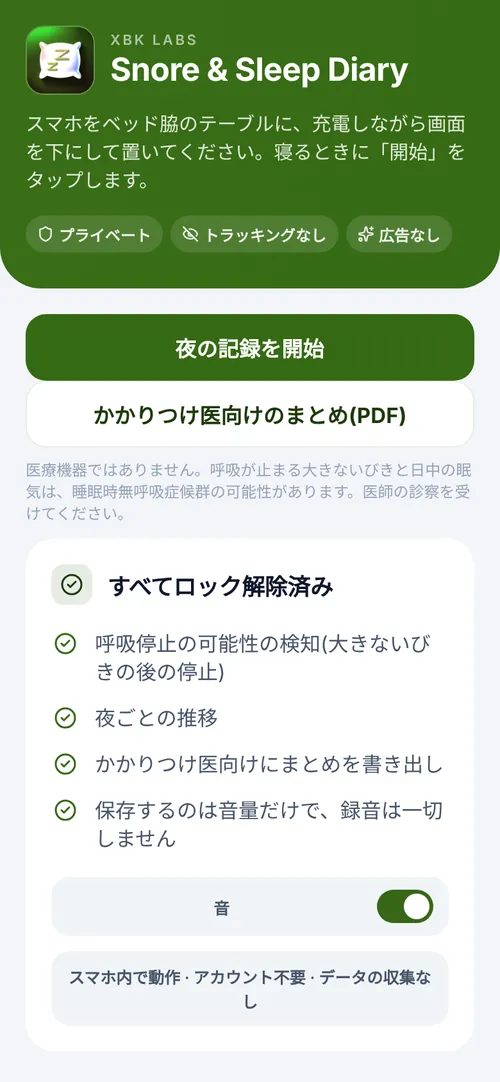 XBK LABS
Snore & Sleep Diary
スマホをベッド脇のテーブルに、充電しながら画面
を下にして置いてください。寝るときに「開始」を
タップします。
プライベート
トラッキングなし
広告なし
夜の記録を開始
かかりつけ医向けのまとめ(PDF)
医療機器ではありません。呼吸が止まる大きないびきと日中の眠
気は、睡眠時無呼吸症候群の可能性があります。医師の診察を受
けてください。
すべてロック解除済み
呼吸停止の可能性の検知(大きないび
きの後の停止)
夜ごとの推移
かかりつけ医向けにまとめを書き出し
保存するのは音量だけで、録音は一切
しません
音
スマホ内で動作 · アカウント不要 · データの収集な
し